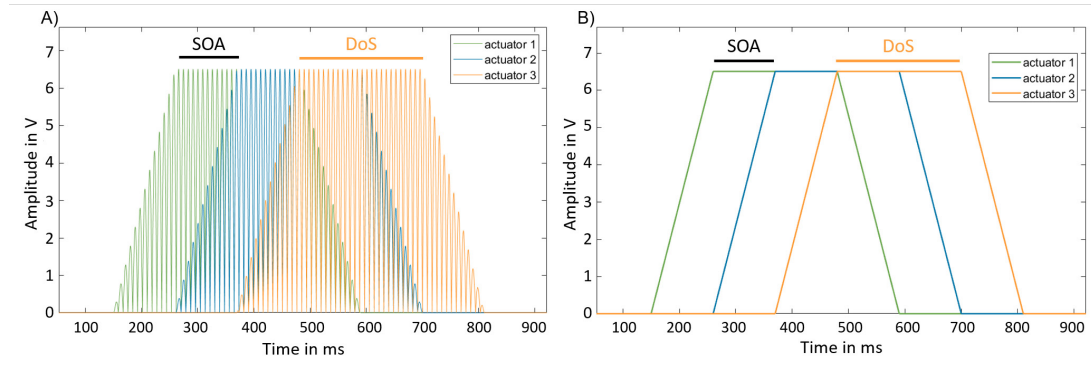 A)
SOA
DoS
actuator 1
actuator 2
actuator 3
Amplitude in V
7
6
5
4
3
2
1
0
100 200 300 400 500 600 700 800 900
Time in ms
B)
SOA
DoS
actuator 1
actuator 2
actuator 3
Amplitude in V
7
6
5
4
3
2
1
0
100 200 300 400 500 600 700 800 900
Time in ms